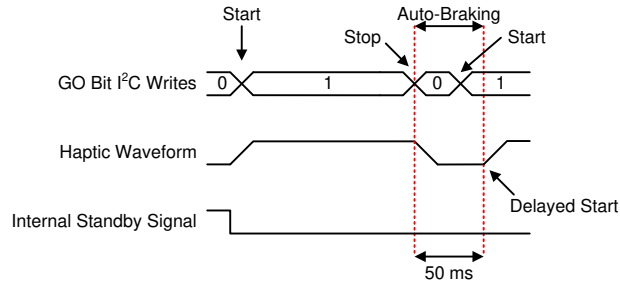 Start
Auto-Braking
Stop
Start
GO Bit I²C Writes
0
1
0
1
Haptic Waveform
Delayed Start
Internal Standby Signal
50 ms